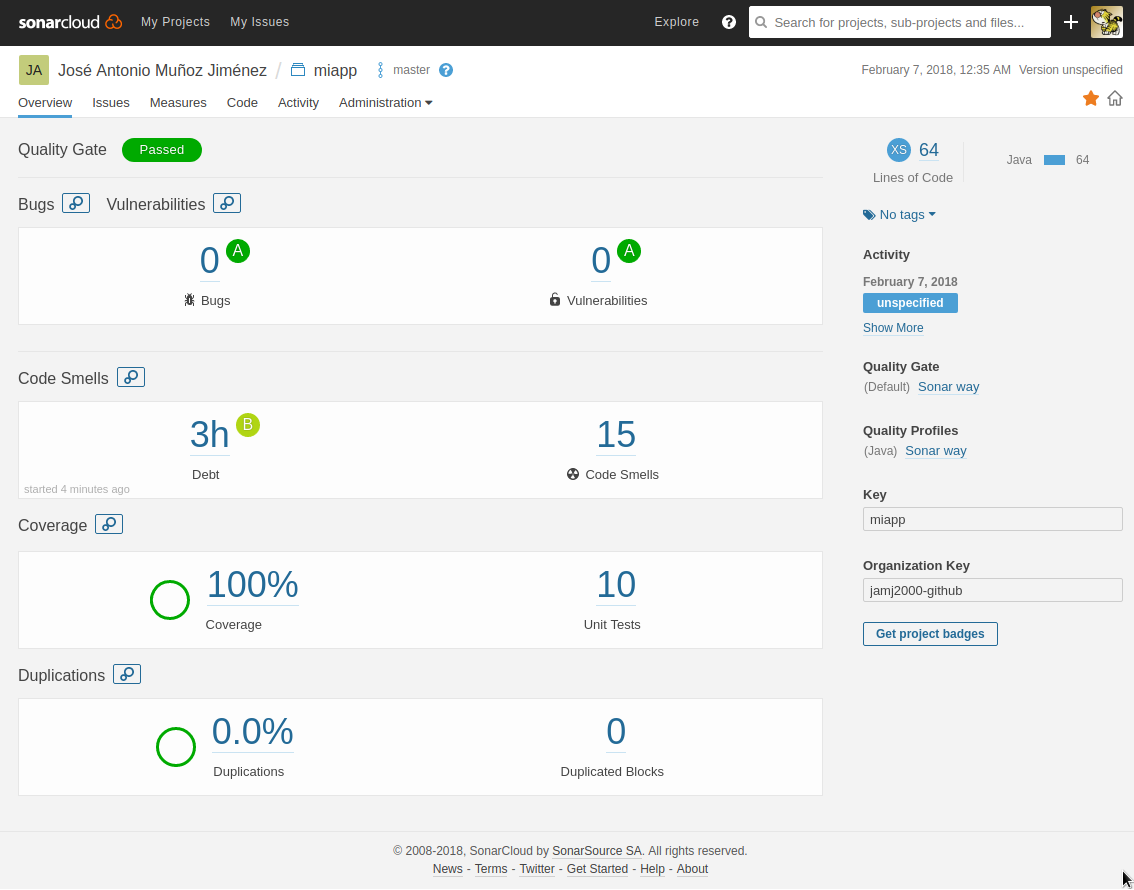 sonarcloud My Projects My Issues Explore Search for projects, sub-projects and files...
JA José Antonio Muñoz Jiménez / miapp master February 7, 2018, 12:35 AM Version unspecified
Overview Issues Measures Code Activity Administration
Quality Gate Passed
Bugs Vulnerabilities
0 A 0 A
Bugs Vulnerabilities
Code Smells
3h B 15
Debt Code Smells
started 4 minutes ago
Coverage
100% 10
Coverage Unit Tests
Duplications
0.0% 0
Duplications Duplicated Blocks
XS 64 Java 64
Lines of Code
No tags
Activity
February 7, 2018
unspecified
Show More
Quality Gate
(Default) Sonar way
Quality Profiles
(Java) Sonar way
Key
miapp
Organization Key
jamj2000-github
Get project badges
© 2008-2018, SonarCloud by SonarSource SA. All rights reserved.
News - Terms - Twitter - Get Started - Help - About